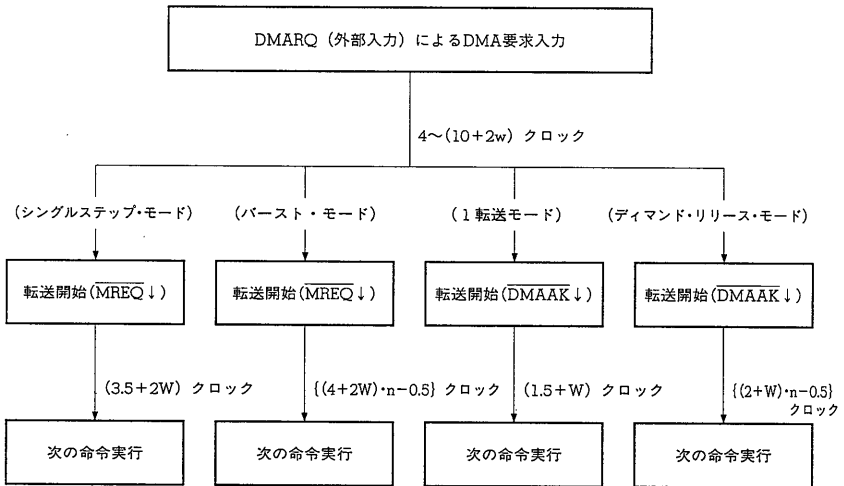 DMARQ（外部入力）によるDMA要求入力
4～(10+2w) クロック
(シングルステップ・モード)
(バースト・モード)
(1転送モード)
(ディマンド・リリース・モード)
転送開始(MREQ↓)
転送開始(MREQ↓)
転送開始(DMAAK↓)
転送開始(DMAAK↓)
(3.5+2W) クロック
{(4+2W)・n-0.5} クロック
(1.5+W) クロック
{(2+W)・n-0.5}
クロック
次の命令実行
次の命令実行
次の命令実行
次の命令実行